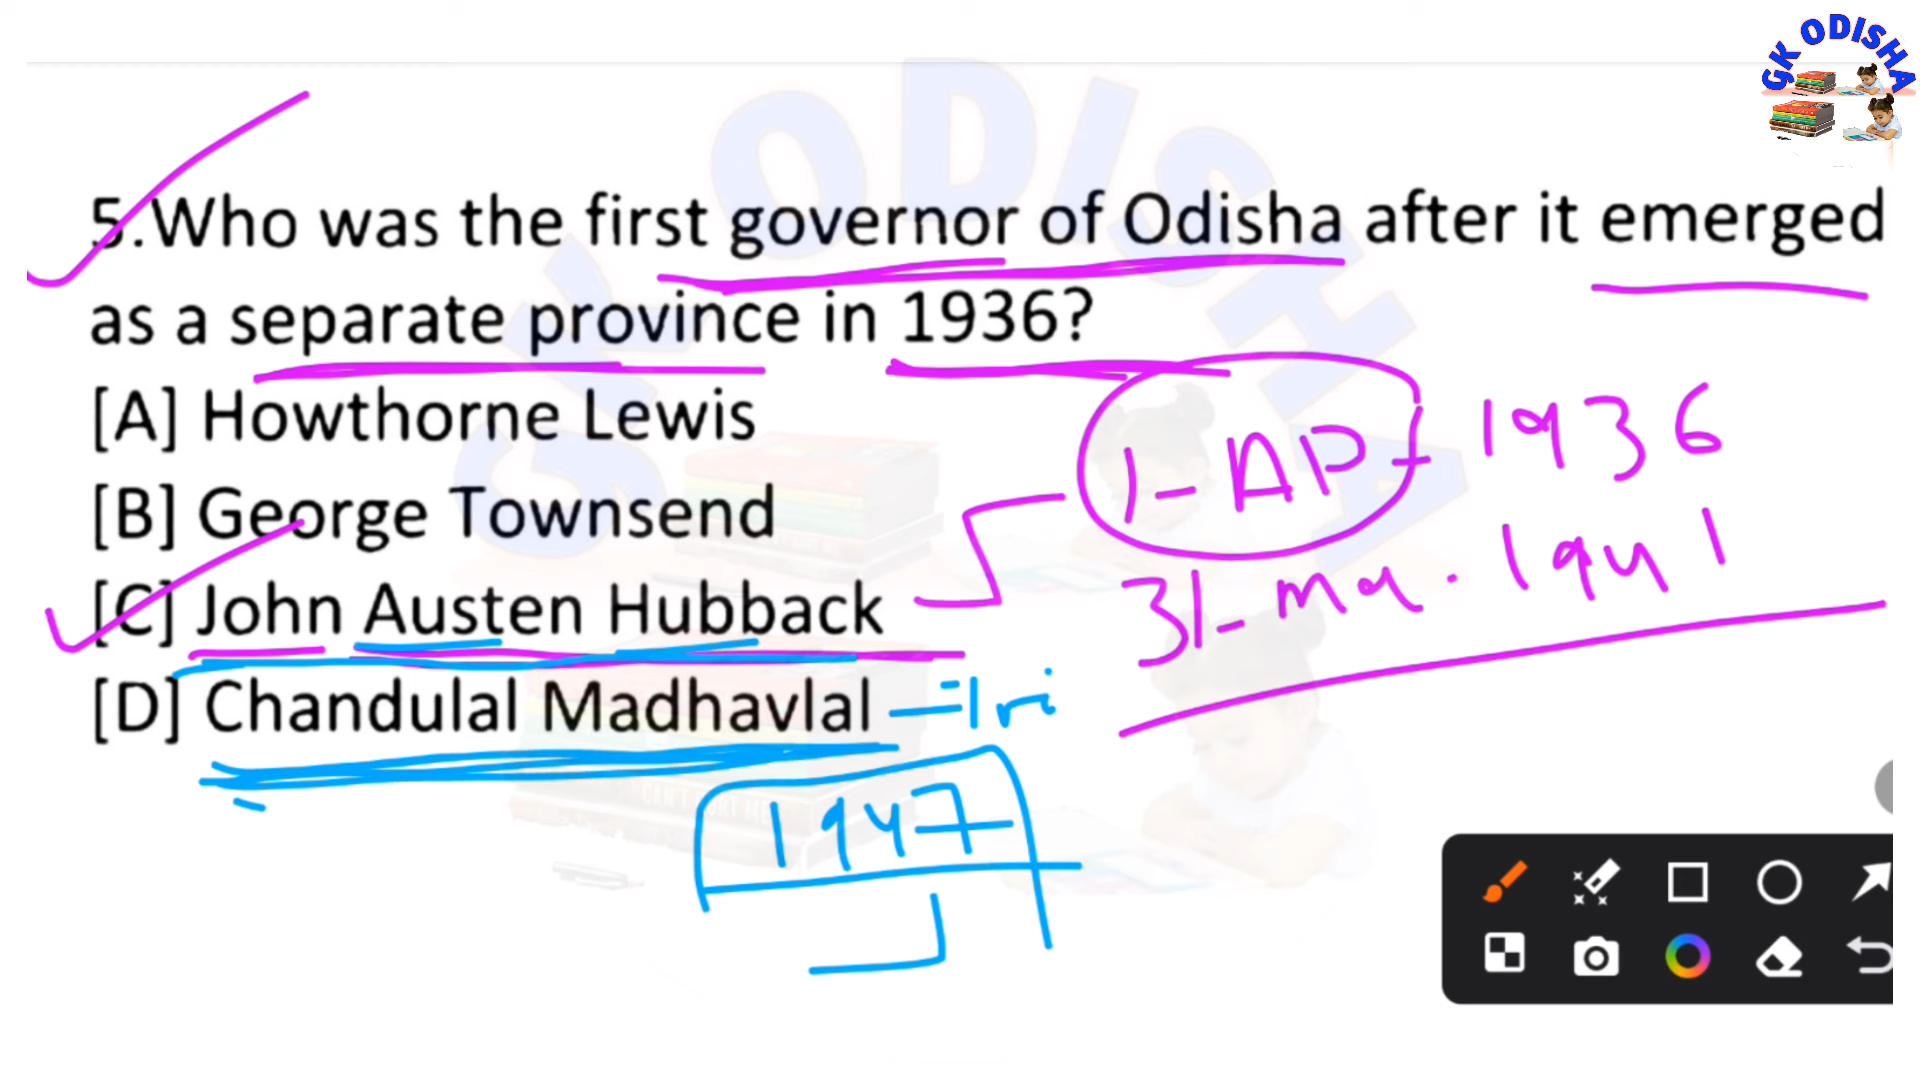 GK ODISHA
5.Who was the first governor of Odisha after it emerged
as a separate province in 1936?
[A] Howthorne Lewis
[B] George Townsend
[C] John Austen Hubback
[D] Chandulal Madhavlal
1-AP-1936
31-Ma.1941
1947